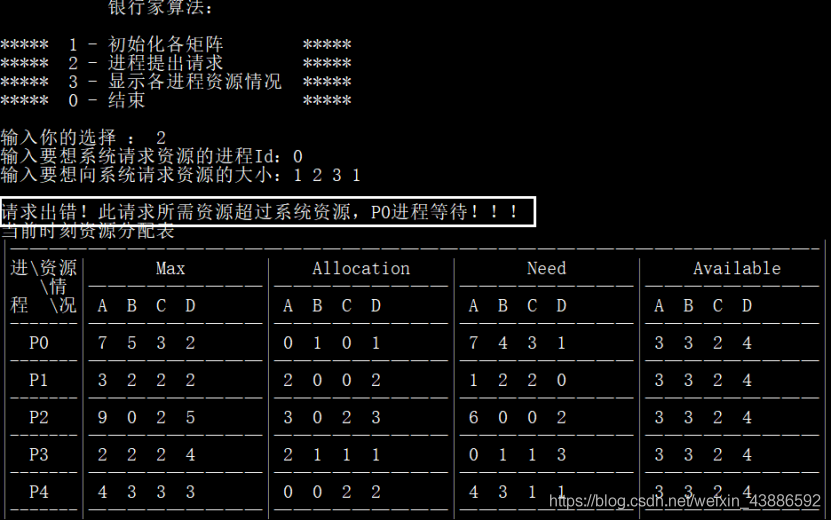 银行家算法:
***** 1 - 初始化各矩阵 *****
***** 2 - 进程提出请求 *****
***** 3 - 显示各进程资源情况 *****
***** 0 - 结束 *****
输入你的选择 : 2
输入要想系统请求资源的进程Id: 0
输入要想向系统请求资源的大小: 1 2 3 1
请求出错! 此请求所需资源超过系统资源, P0进程等待!!!
当前时刻资源分配表
进\资源 Max Allocation Need Available
\情
程 \况 A B C D A B C D A B C D A B C D
P0 7 5 3 2 0 1 0 1 7 4 3 1 3 3 2 4
P1 3 2 2 2 2 0 0 2 1 2 2 0 3 3 2 4
P2 9 0 2 5 3 0 2 3 6 0 0 2 3 3 2 4
P3 2 2 2 4 2 1 1 1 0 1 1 3 3 3 2 4
P4 4 3 3 3 0 0 2 2 4 3 1 1 3 3 2 4
https://blog.csdn.net/weixin_43886592